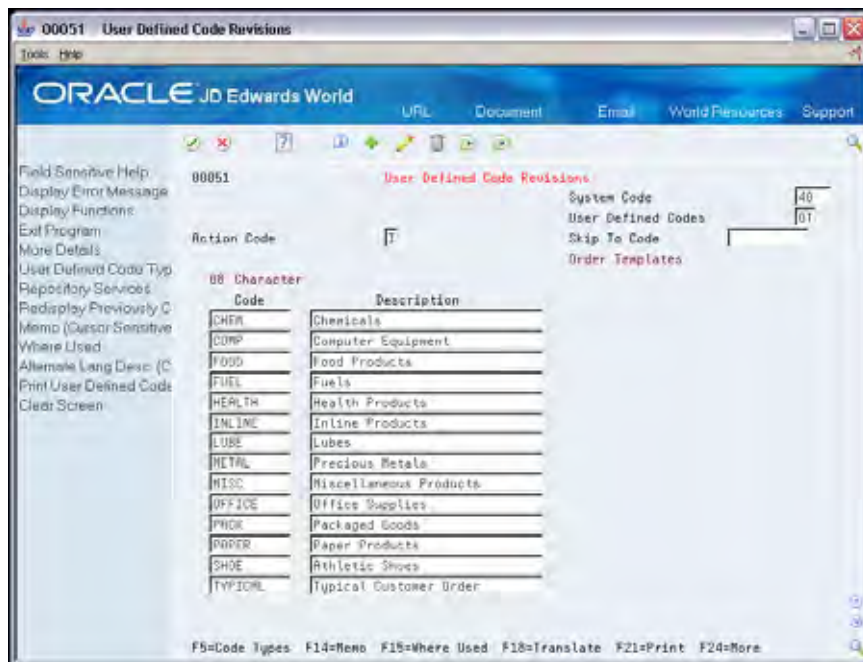 00051 User Defined Code Revisions
Tools Help
ORACLE JD Edwards World
URL Document Email World Resources Support
Field Sensitive Help
Display Error Message
Display Functions
Exit Program
More Details
User Defined Code Typ
Repository Services
Redisplay Previously C
Memo (Cursor Sensitive
Where Used
Alternate Lang Desc (C
Print User Defined Code
Clear Screen
00051 User Defined Code Revisions
System Code 40
User Defined Codes OT
Action Code I Skip To Code
Order Templates
08 Character
Code Description
CHEM Chemicals
COMP Computer Equipment
FOOD Food Products
FUEL Fuels
HEALTH Health Products
INLINE Inline Products
LUBE Lubes
METAL Precious Metals
MISC Miscellaneous Products
OFFICE Office Supplies
PACK Packaged Goods
PAPER Paper Products
SHOE Athletic Shoes
TYPICAL Typical Customer Order
F5=Code Types F14=Memo F15=Where Used F18=Translate F21=Print F24=More